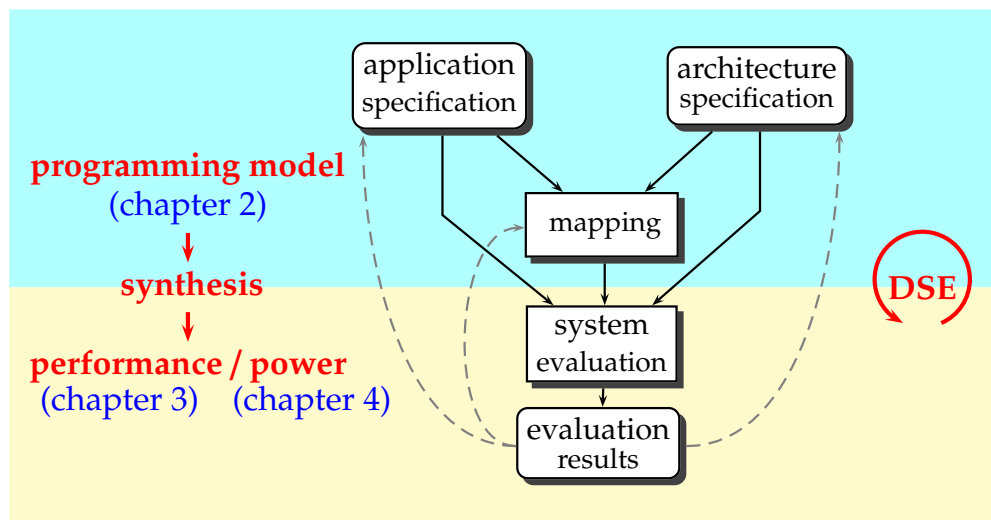 application
specification
architecture
specification
programming model
(chapter 2)
mapping
synthesis
DSE
system
evaluation
performance / power
(chapter 3) (chapter 4)
evaluation
results